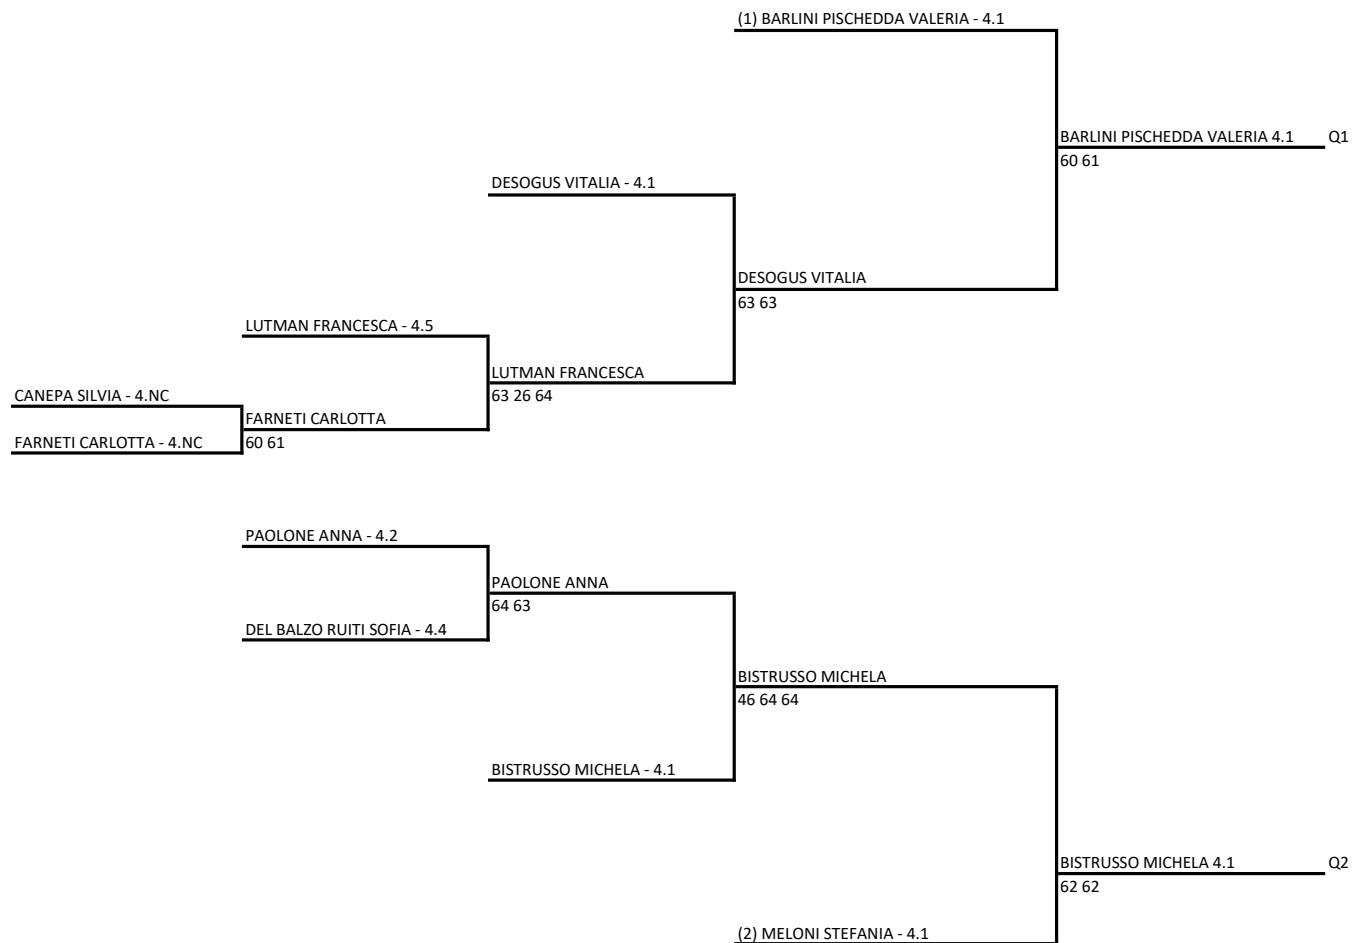 (1) BARLINI PISCHEDDA VALERIA - 4.1
BARLINI PISCHEDDA VALERIA 4.1 Q1
60 61
DESOGUS VITALIA - 4.1
DESOGUS VITALIA
63 63
LUTMAN FRANCESCA - 4.5
LUTMAN FRANCESCA
63 26 64
CANEPA SILVIA - 4.NC
FARNETI CARLOTTA
60 61
FARNETI CARLOTTA - 4.NC
PAOLONE ANNA - 4.2
PAOLONE ANNA
64 63
DEL BALZO RUITI SOFIA - 4.4
BISTRUSSO MICHELA
46 64 64
BISTRUSSO MICHELA - 4.1
BISTRUSSO MICHELA 4.1 Q2
62 62
(2) MELONI STEFANIA - 4.1